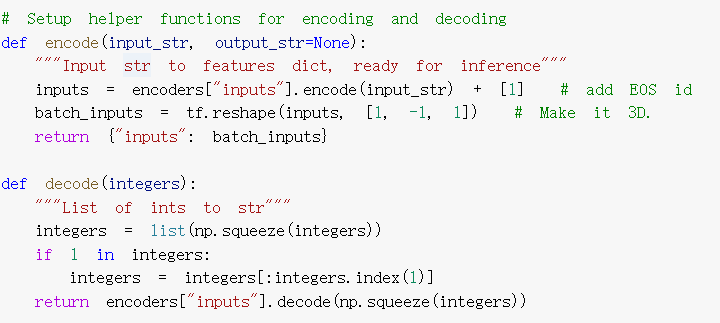 # Setup helper functions for encoding and decoding
def encode(input_str, output_str=None):
    """Input str to features dict, ready for inference"""
    inputs = encoders["inputs"].encode(input_str) + [1]  # add EOS id
    batch_inputs = tf.reshape(inputs, [1, -1, 1])  # Make it 3D.
    return {"inputs": batch_inputs}

def decode(integers):
    """List of ints to str"""
    integers = list(np.squeeze(integers))
    if 1 in integers:
        integers = integers[:integers.index(1)]
    return encoders["inputs"].decode(np.squeeze(integers))